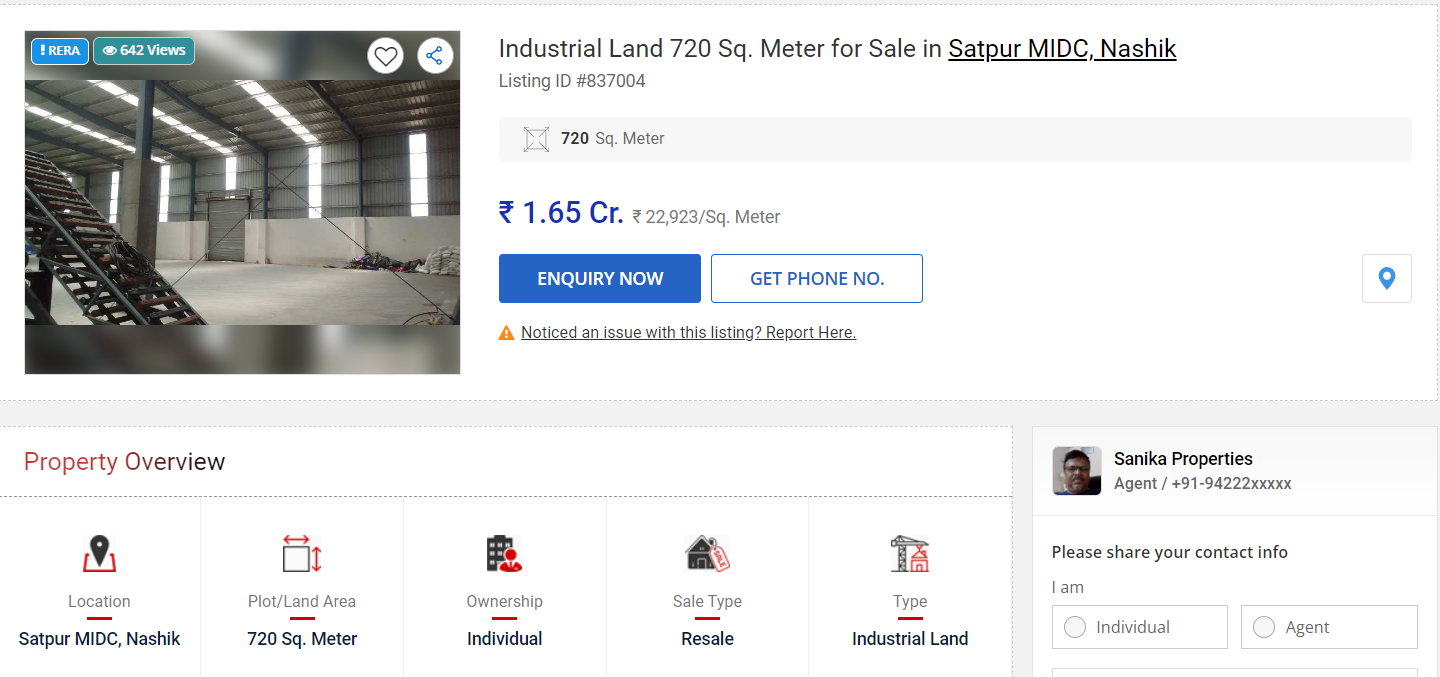 RERA
642 Views
Industrial Land 720 Sq. Meter for Sale in Satpur MIDC, Nashik
Listing ID #837004
720 Sq. Meter
₹ 1.65 Cr. ₹ 22,923/Sq. Meter
ENQUIRY NOW
GET PHONE NO.
Noticed an issue with this listing? Report Here.
Property Overview
Location
Satpur MIDC, Nashik
Plot/Land Area
720 Sq. Meter
Ownership
Individual
SALE
Sale Type
Resale
Type
Industrial Land
Sanika Properties
Agent / +91-94222xxxxx
Please share your contact info
I am
Individual
Agent